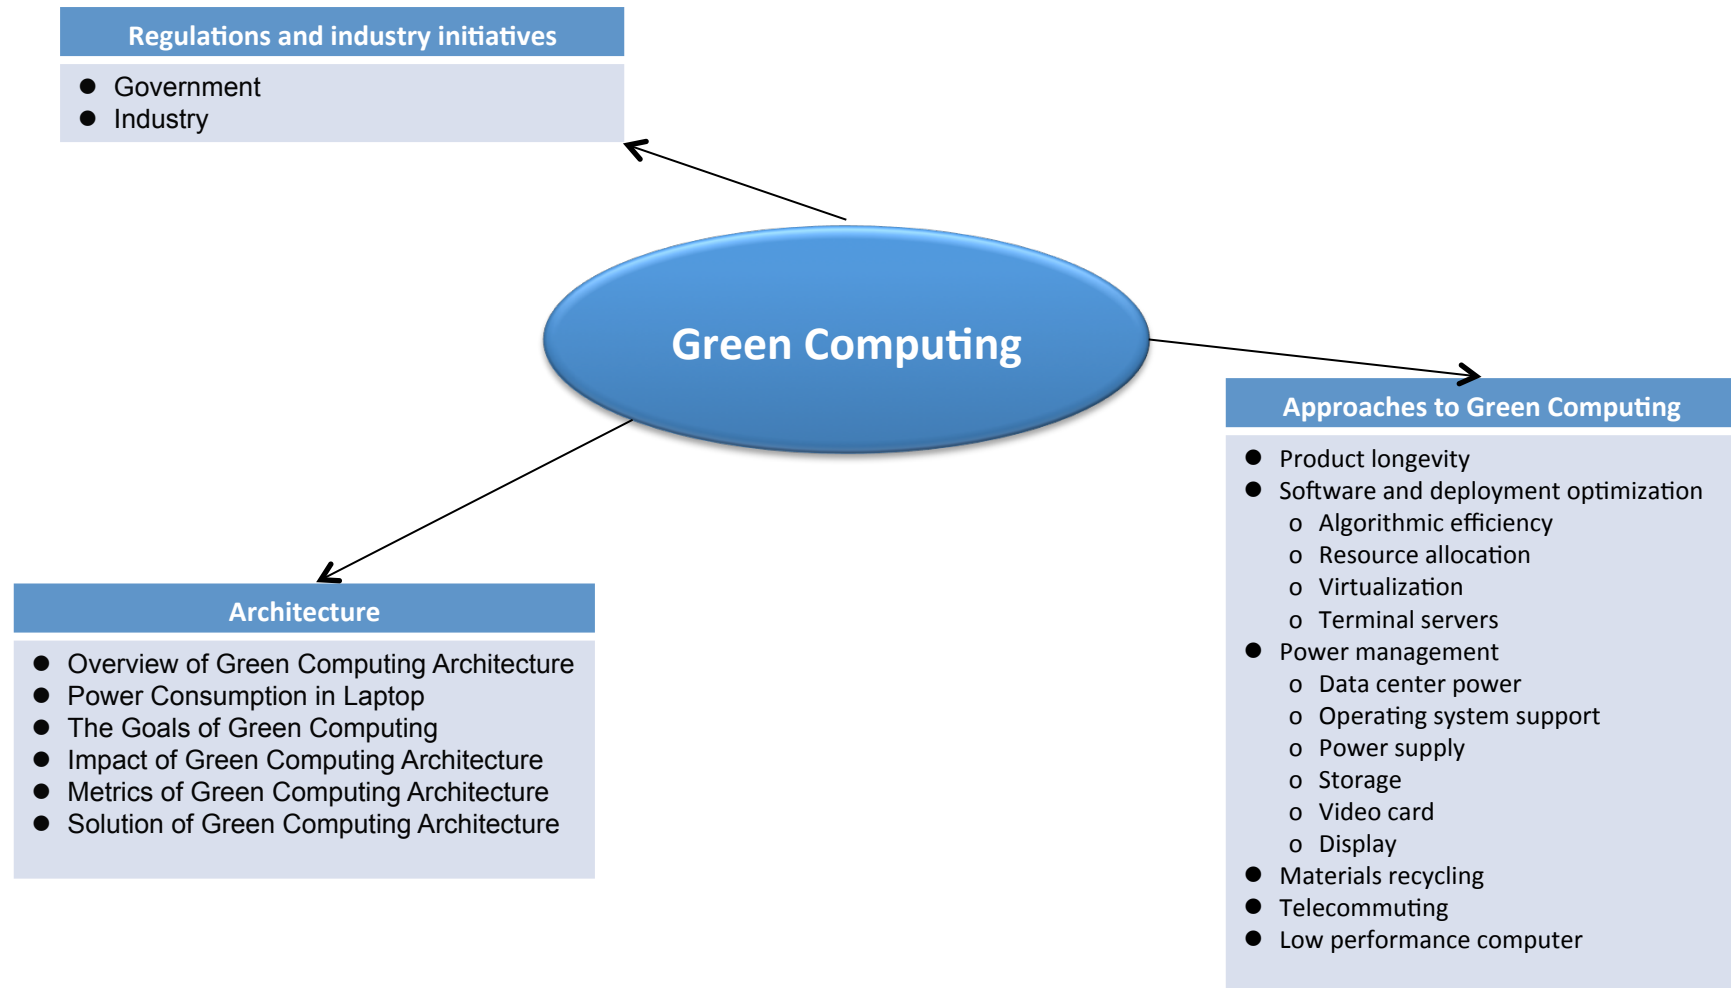 Regulations and industry initiatives
● Government
● Industry
Green Computing
Approaches to Green Computing
● Product longevity
● Software and deployment optimization
o Algorithmic efficiency
o Resource allocation
o Virtualization
o Terminal servers
● Power management
o Data center power
o Operating system support
o Power supply
o Storage
o Video card
o Display
● Materials recycling
● Telecommuting
● Low performance computer
Architecture
● Overview of Green Computing Architecture
● Power Consumption in Laptop
● The Goals of Green Computing
● Impact of Green Computing Architecture
● Metrics of Green Computing Architecture
● Solution of Green Computing Architecture